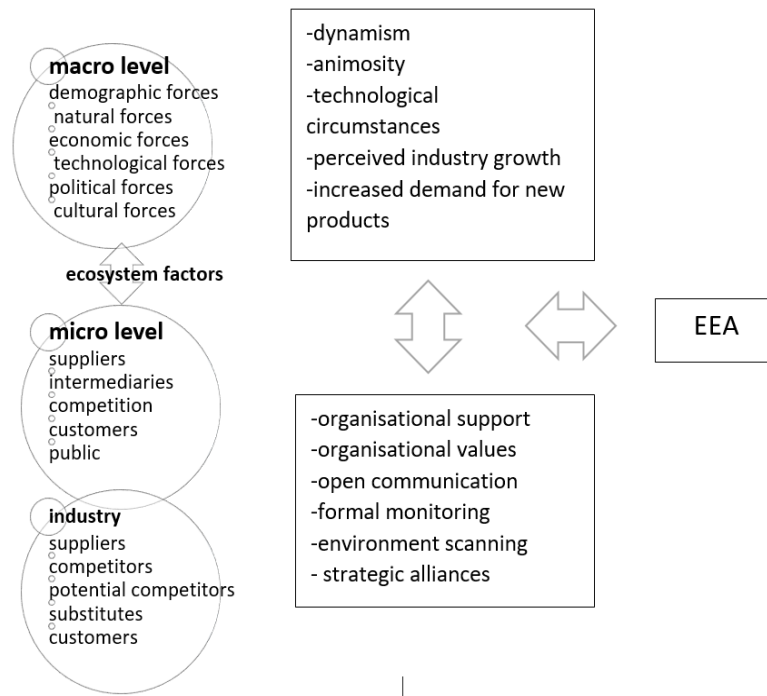 macro level
demographic forces
natural forces
economic forces
technological forces
political forces
cultural forces
ecosystem factors
micro level
suppliers
intermediaries
competition
customers
public
industry
suppliers
competitors
potential competitors
substitutes
customers
-dynamism
-animosity
-technological
circumstances
-perceived industry growth
-increased demand for new
products
-organisational support
-organisational values
-open communication
-formal monitoring
-environment scanning
- strategic alliances
EEA